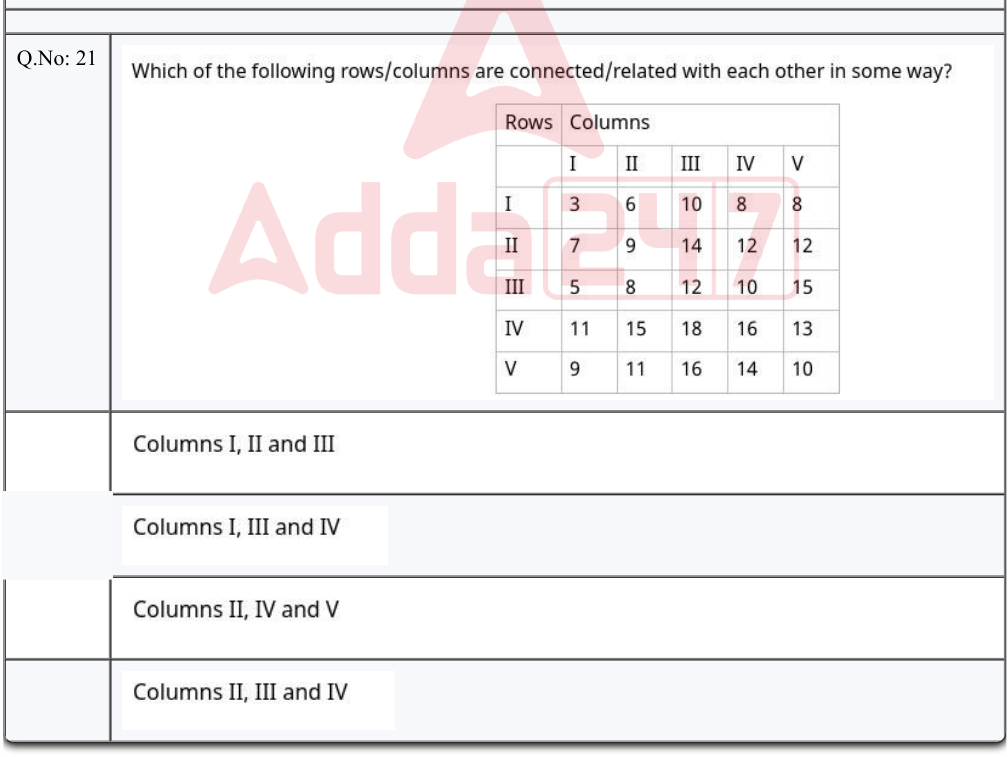 Q.No: 21
Which of the following rows/columns are connected/related with each other in some way?
Rows Columns
I II III IV V
I 3 6 10 8 8
II 7 9 14 12 12
III 5 8 12 10 15
IV 11 15 18 16 13
V 9 11 16 14 10
Adda247
Columns I, II and III
Columns I, III and IV
Columns II, IV and V
Columns II, III and IV